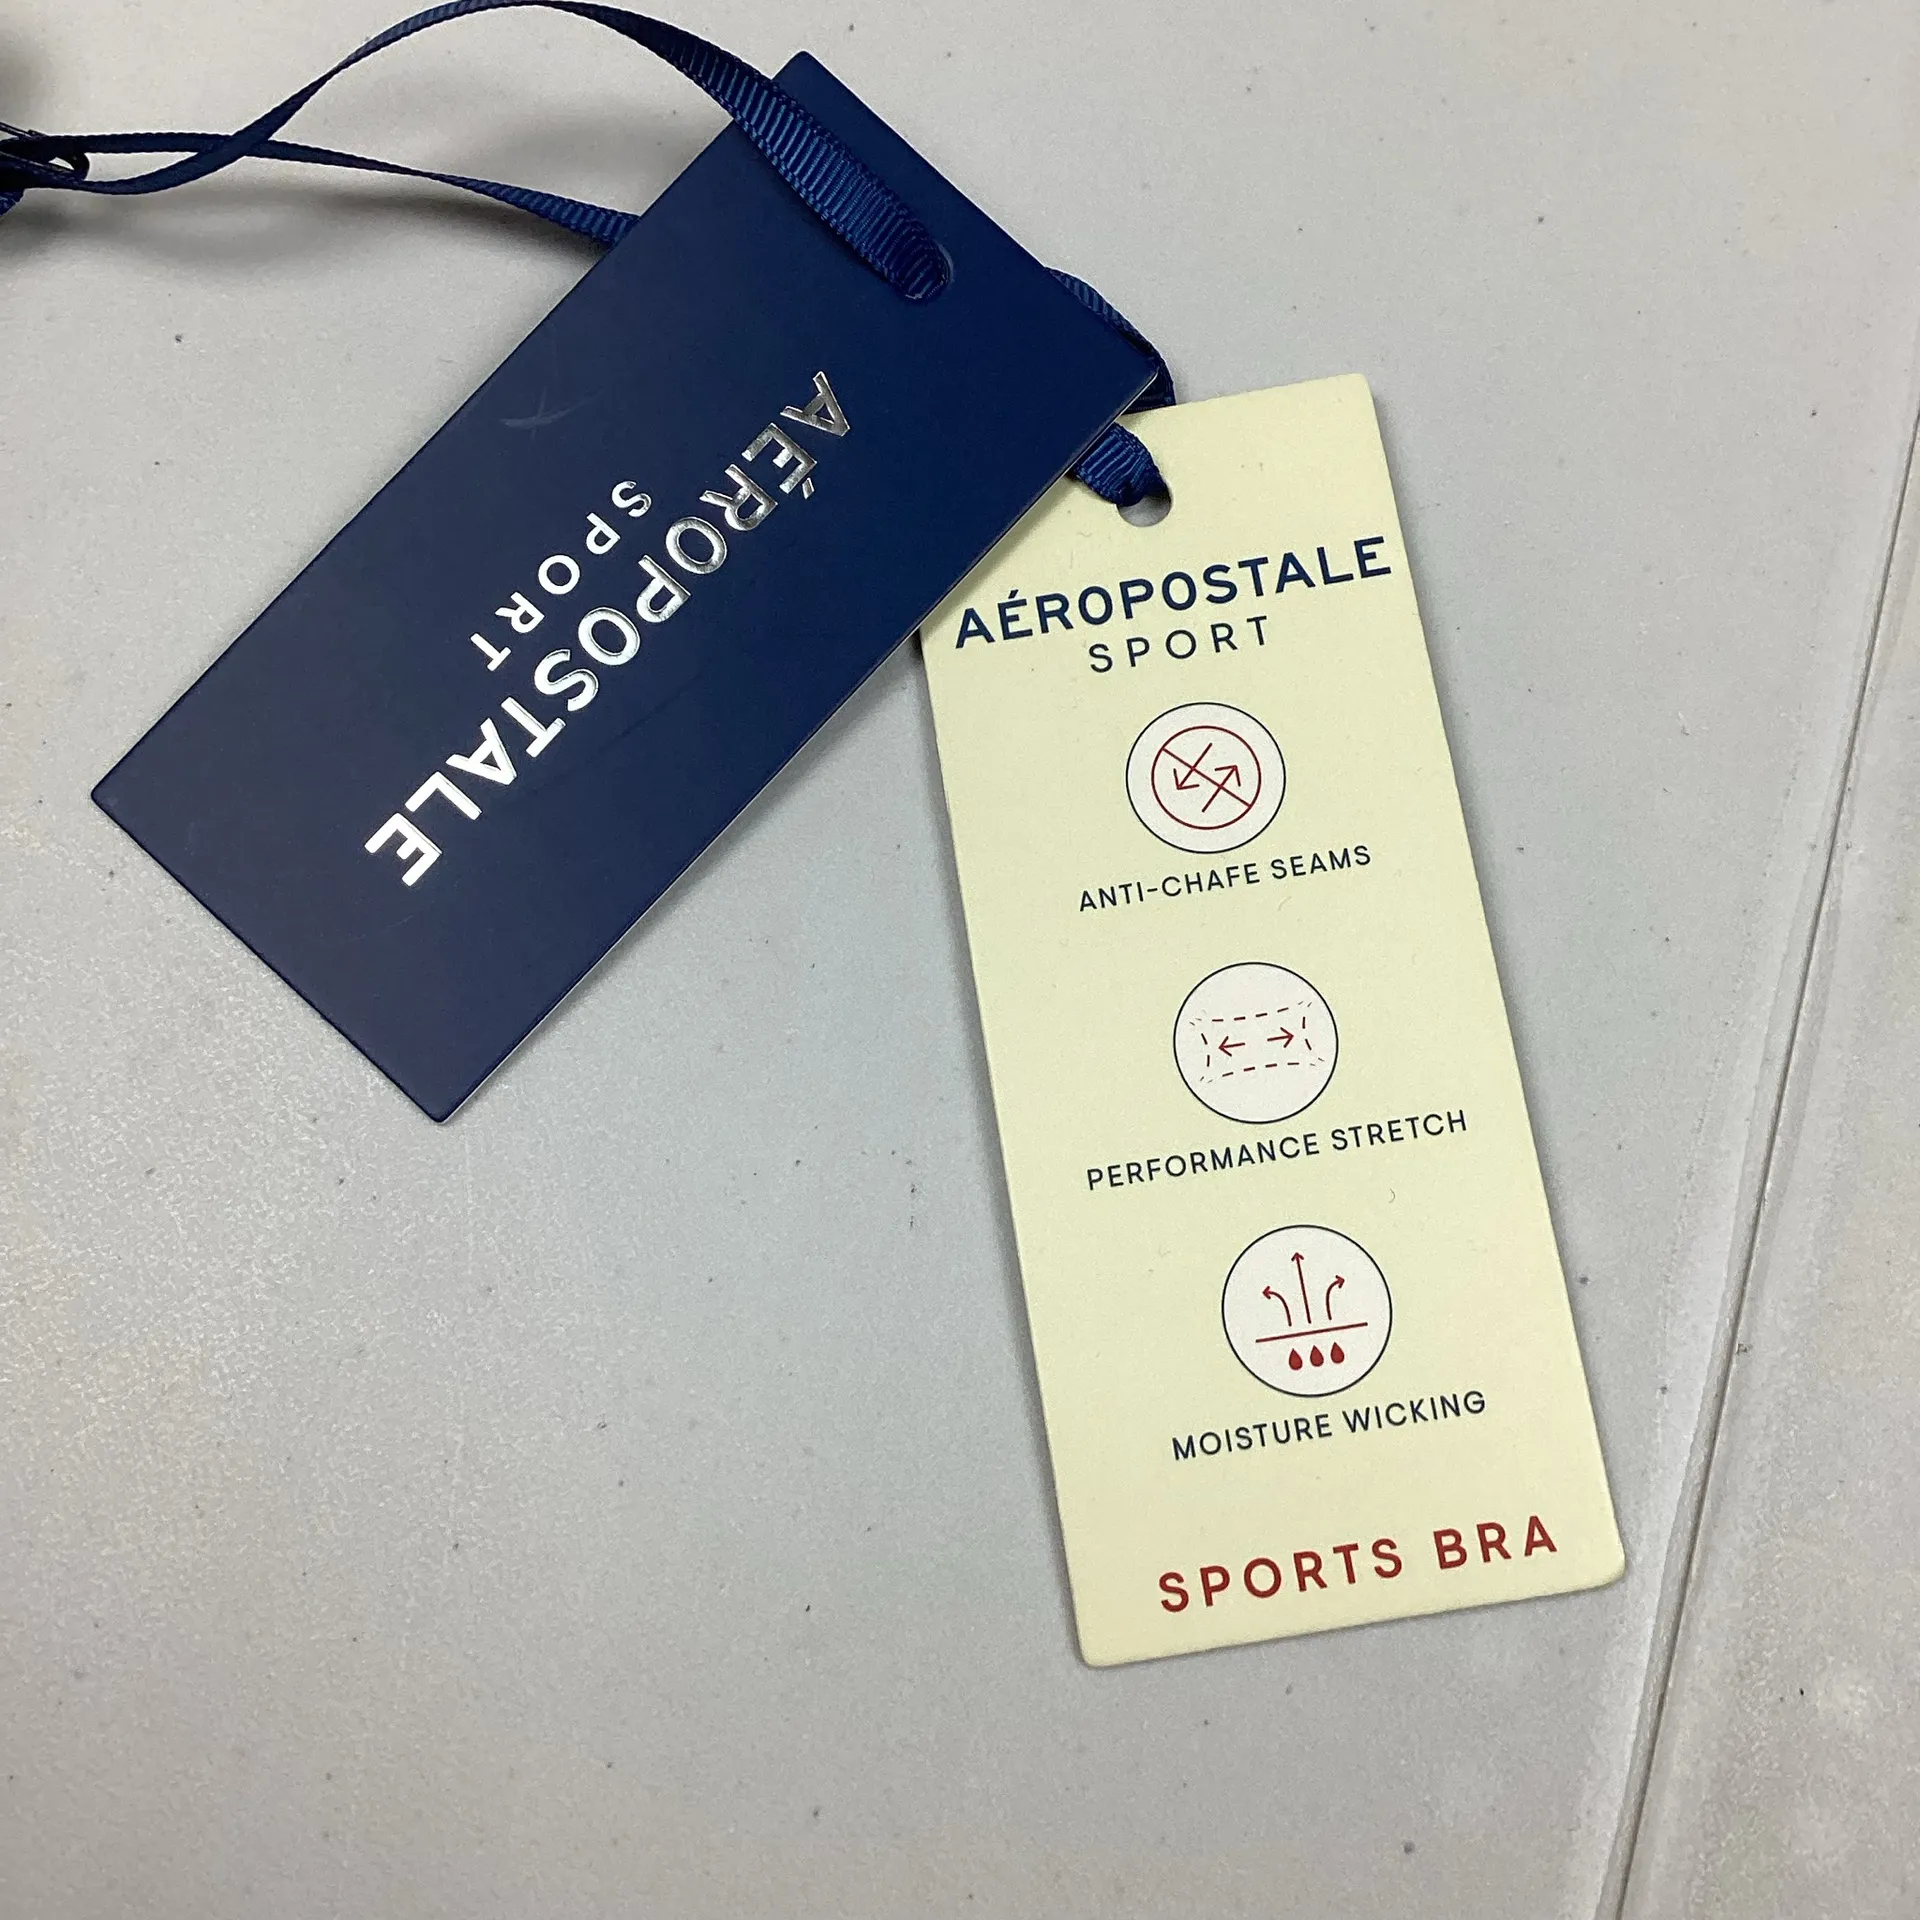 AÉROPOSTALE
SPORT
AÉROPOSTALE
SPORT
ANTI-CHAFE SEAMS
PERFORMANCE STRETCH
MOISTURE WICKING
SPORTS BRA